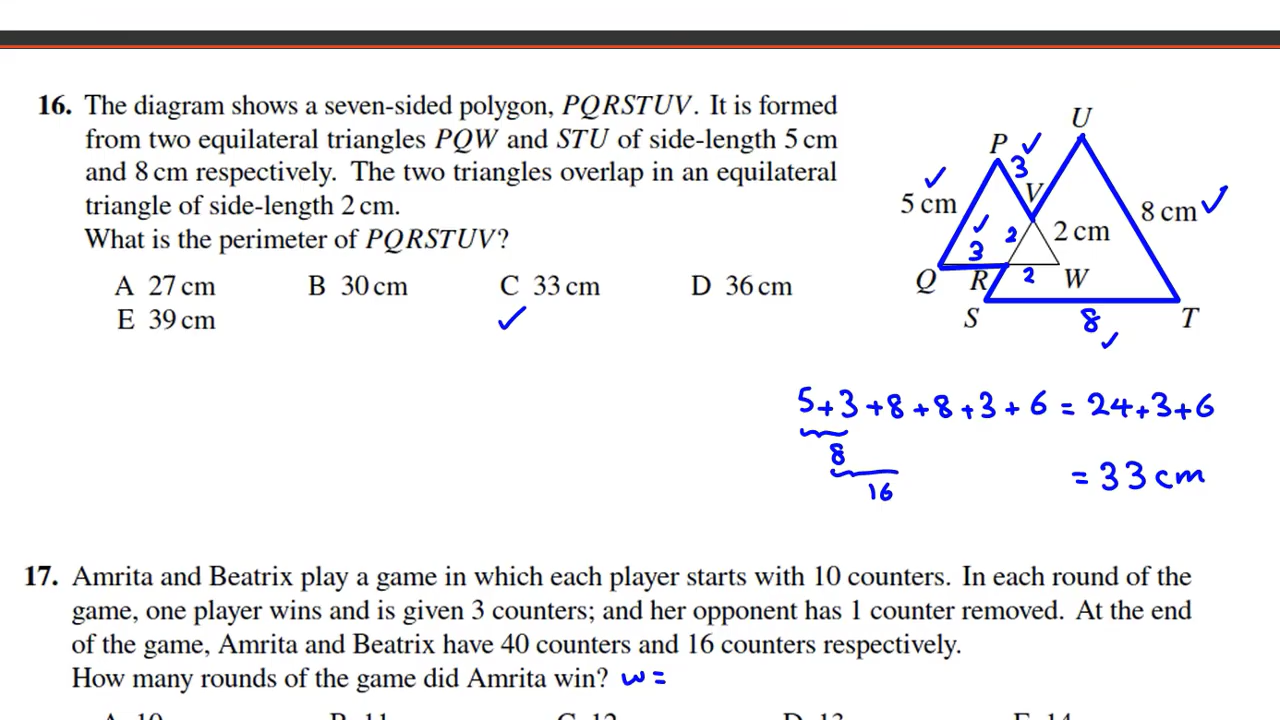 16. The diagram shows a seven-sided polygon, PQRSTUV. It is formed
from two equilateral triangles PQW and STU of side-length 5 cm
and 8 cm respectively. The two triangles overlap in an equilateral
triangle of side-length 2 cm.
What is the perimeter of PQRSTUV?
A 27 cm B 30 cm C 33 cm D 36 cm
E 39 cm
U
P
3
V
5 cm
8 cm
2
2 cm
3
Q R 2 W
S 8 T
5+3+8+8+3+6 = 24+3+6
8
16
= 33 cm
17. Amrita and Beatrix play a game in which each player starts with 10 counters. In each round of the
game, one player wins and is given 3 counters; and her opponent has 1 counter removed. At the end
of the game, Amrita and Beatrix have 40 counters and 16 counters respectively.
How many rounds of the game did Amrita win? w =
A 10 B 11 C 12 D 13 E 14